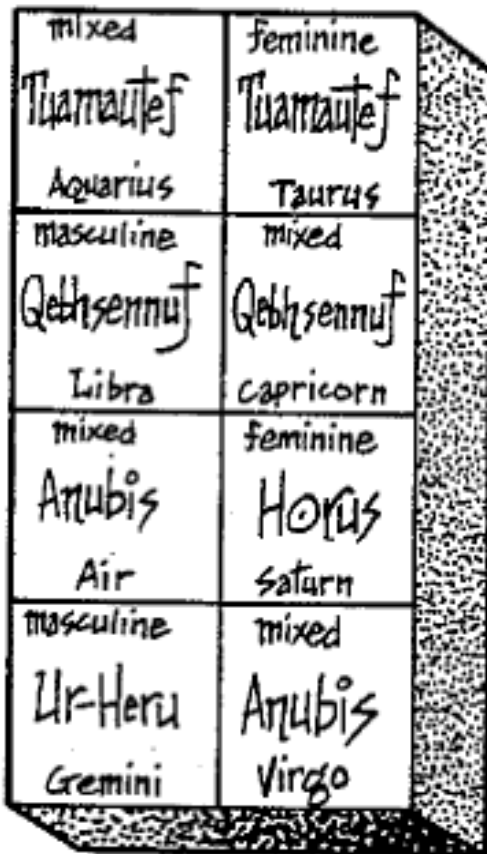 mixed feminine
Tuamautef Tuamautef
Aquarius Taurus
masculine mixed
Qebhsennuf Qebhsennuf
Libra Capricorn
mixed feminine
Anubis Horus
Air Saturn
masculine mixed
Ur-Heru Anubis
Gemini Virgo